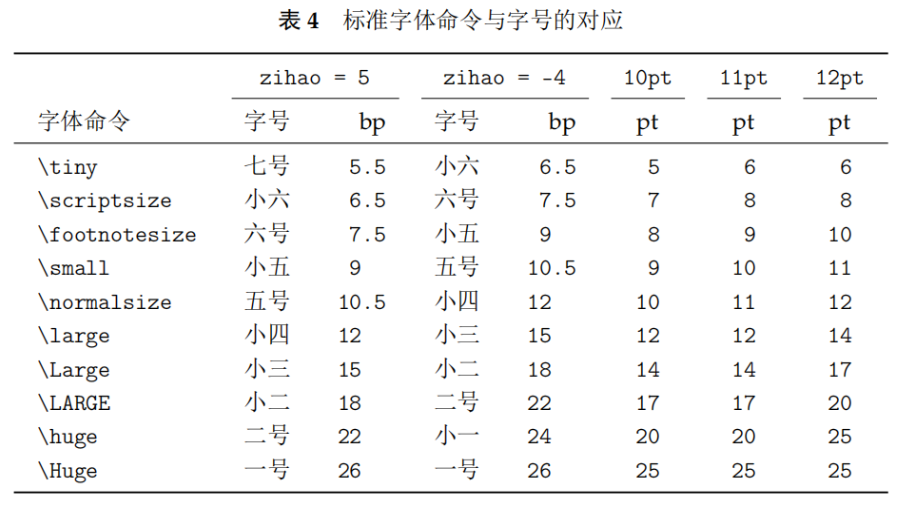 表 4 标准字体命令与字号的对应
zihao = 5 zihao = -4 10pt 11pt 12pt
字体命令 字号 bp 字号 bp pt pt pt
\tiny 七号 5.5 小六 6.5 5 6 6
\scriptsize 小六 6.5 六号 7.5 7 8 8
\footnotesize 六号 7.5 小五 9 8 9 10
\small 小五 9 五号 10.5 9 10 11
\normalsize 五号 10.5 小四 12 10 11 12
\large 小四 12 小三 15 12 12 14
\Large 小三 15 小二 18 14 14 17
\LARGE 小二 18 二号 22 17 17 20
\huge 二号 22 小一 24 20 20 25
\Huge 一号 26 一号 26 25 25 25